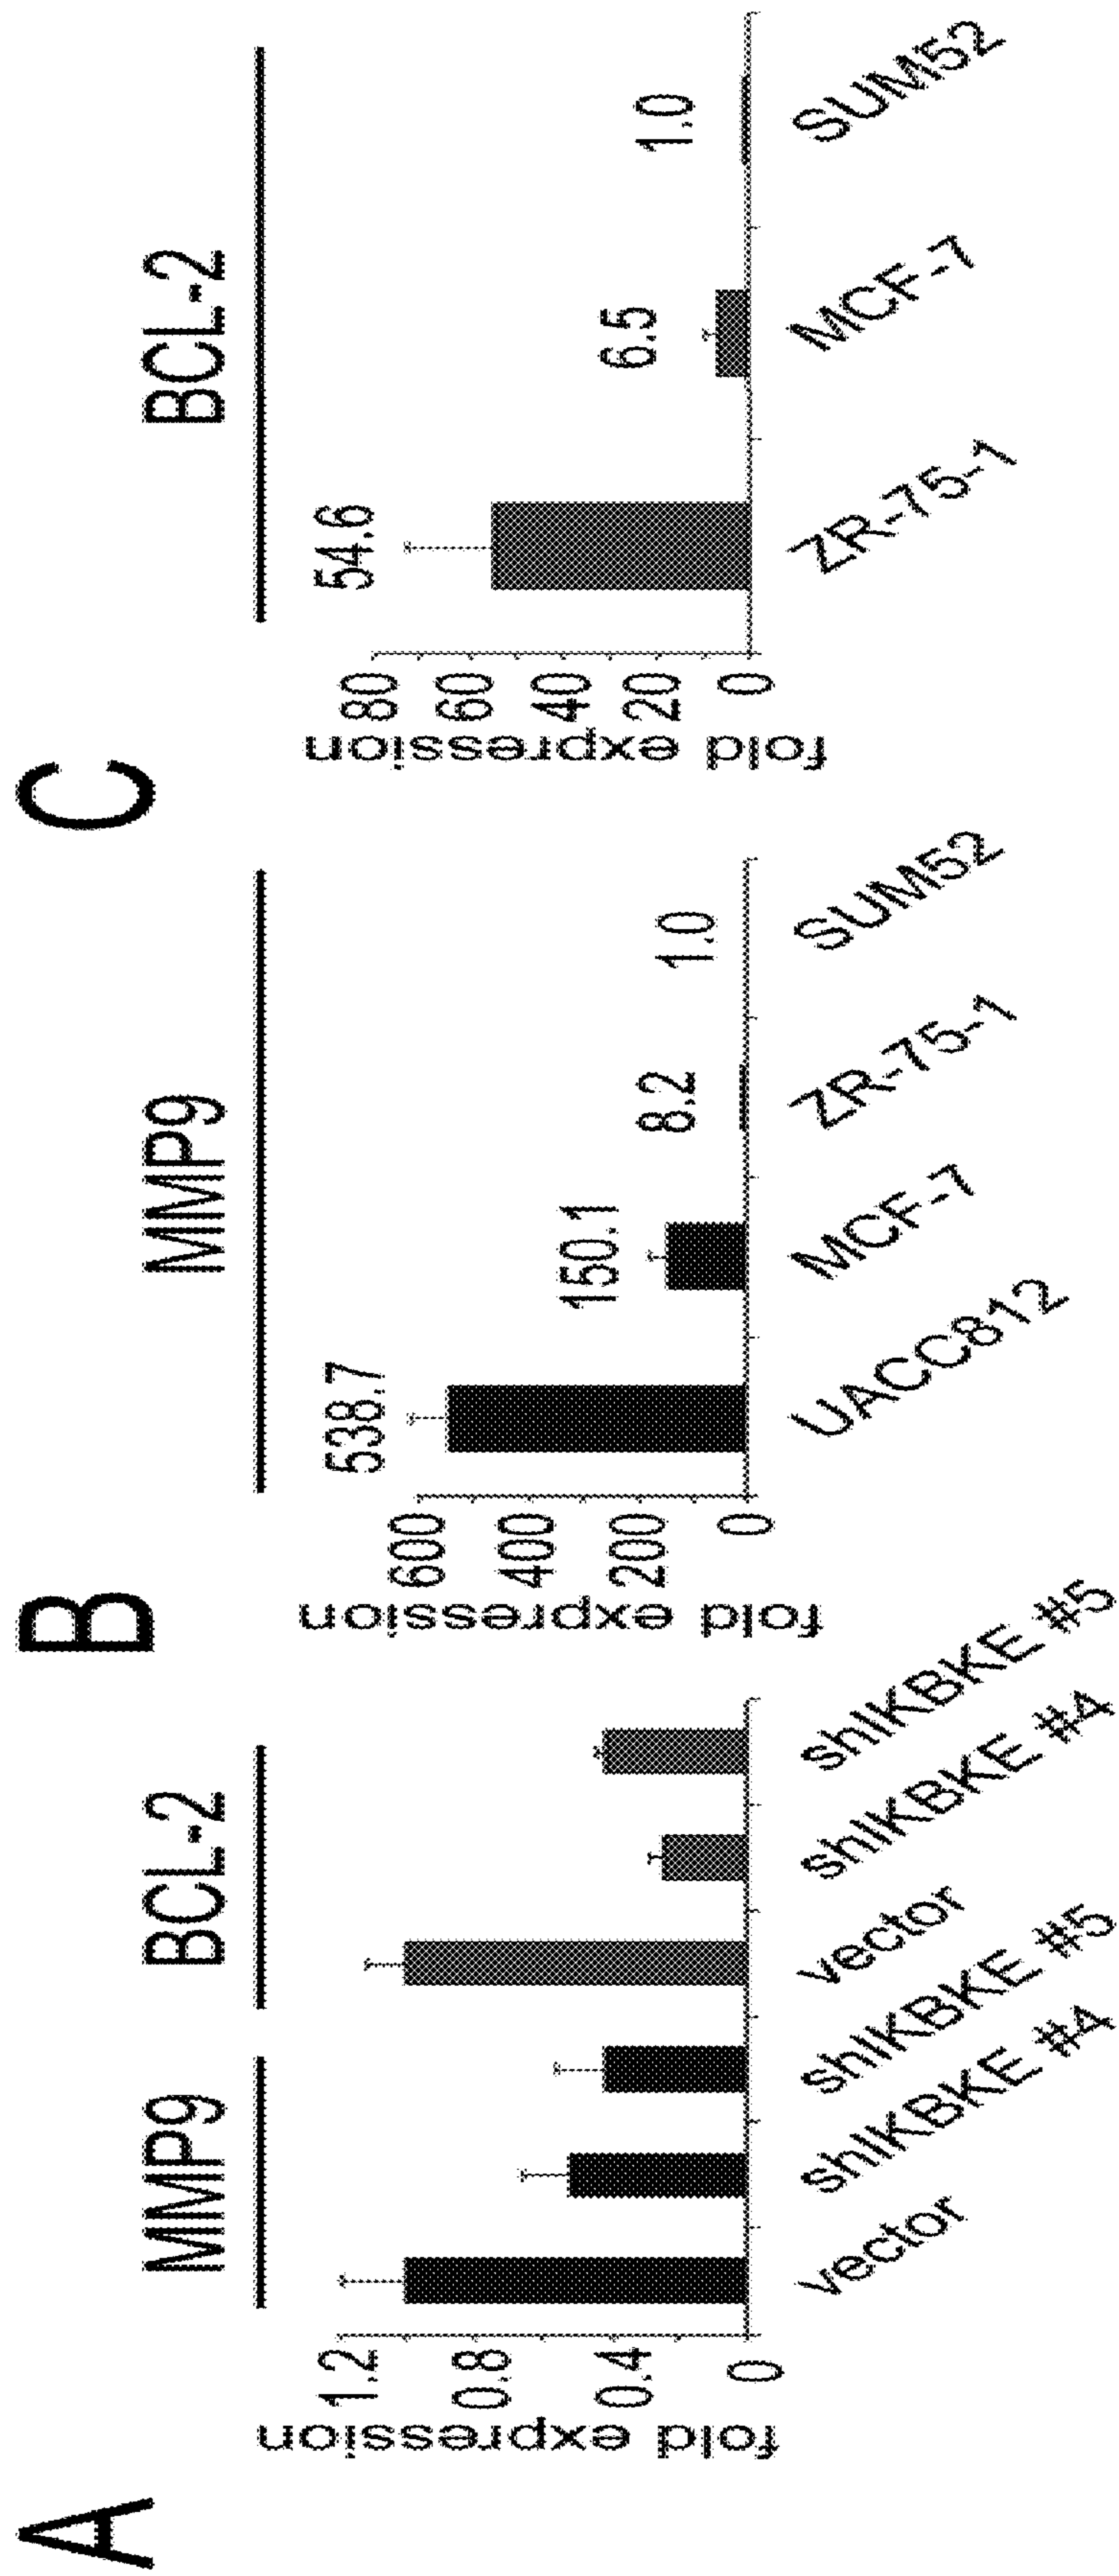 A
MMP9
BCL-2
fold expression
1.2
0.8
0.4
0
vector
shIKBKE #4
shIKBKE #5
vector
shIKBKE #4
shIKBKE #5
B
MMP9
fold expression
600
400
200
0
538.7
150.1
8.2
1.0
UACC812
MCF-7
ZR-75-1
SUM52
C
BCL-2
fold expression
80
60
40
20
0
54.6
6.5
1.0
ZR-75-1
MCF-7
SUM52